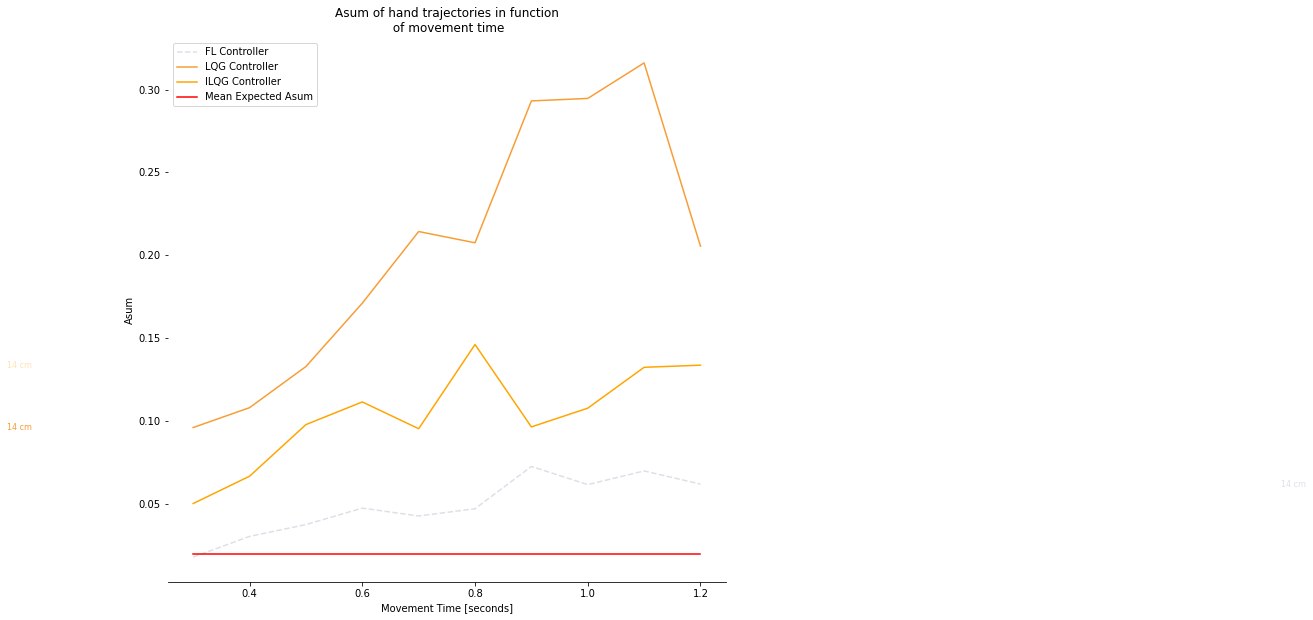 Asum of hand trajectories in function
of movement time
FL Controller
LQG Controller
ILQG Controller
Mean Expected Asum
0.30
0.25
0.20
0.15
0.10
0.05
Asum
14 cm
14 cm
14 cm
0.4
0.6
0.8
1.0
1.2
Movement Time [seconds]